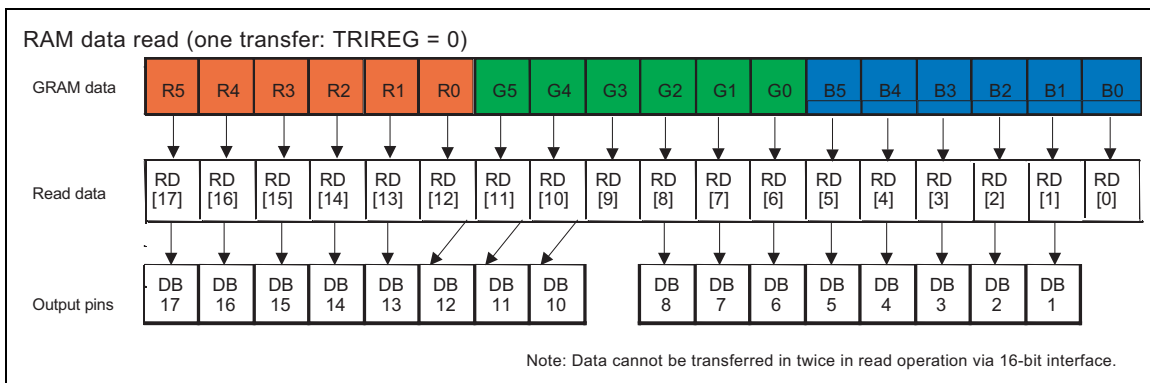 RAM data read (one transfer: TRIREG = 0)
GRAM data R5 R4 R3 R2 R1 R0 G5 G4 G3 G2 G1 G0 B5 B4 B3 B2 B1 B0
Read data RD [17] RD [16] RD [15] RD [14] RD [13] RD [12] RD [11] RD [10] RD [9] RD [8] RD [7] RD [6] RD [5] RD [4] RD [3] RD [2] RD [1] RD [0]
Output pins DB 17 DB 16 DB 15 DB 14 DB 13 DB 12 DB 11 DB 10 DB 8 DB 7 DB 6 DB 5 DB 4 DB 3 DB 2 DB 1
Note: Data cannot be transferred in twice in read operation via 16-bit interface.